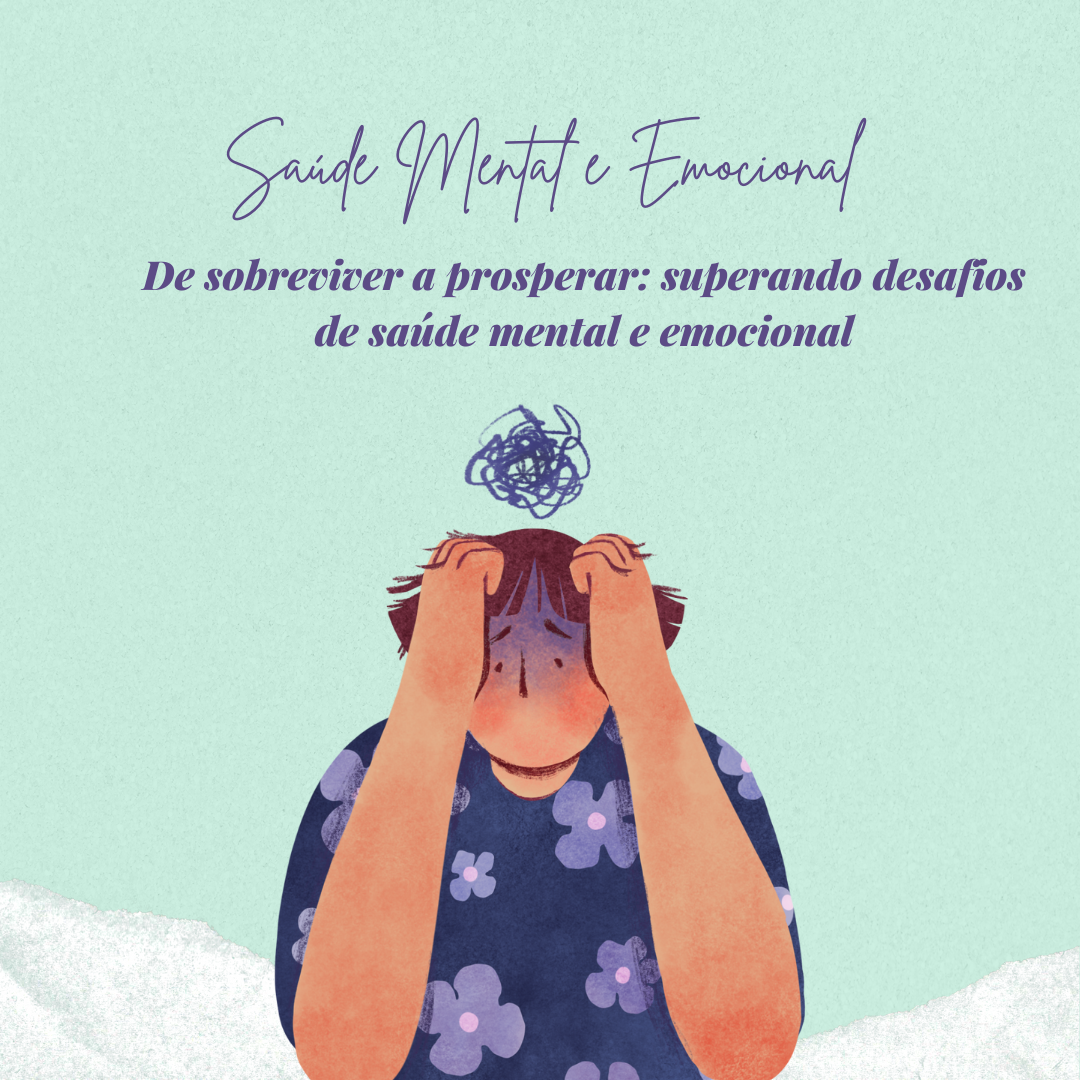 Saúde Mental e Emocional
De sobreviver a prosperar: superando desafios
de saúde mental e emocional